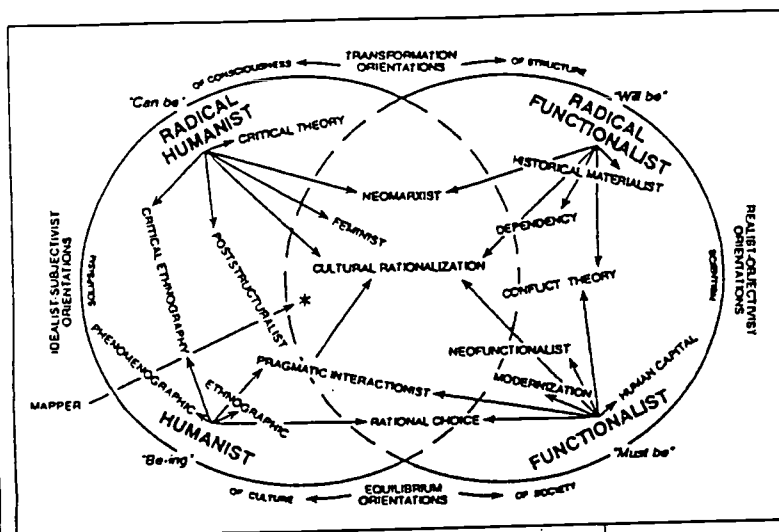 TRANSFORMATION
ORIENTATIONS
OF CONSCIOUSNESS
OF STRUCTURE
"Can be"
"Will be"
RADICAL
HUMANIST
RADICAL
FUNCTIONALIST
CRITICAL THEORY
HISTORICAL MATERIALIST
NEOMARXIST
FEMINIST
DEPENDENCY
CRITICAL ETHNOGRAPHY
POSTSTRUCTURALIST
CULTURAL RATIONALIZATION
CONFLICT THEORY
IDEALIST-SUBJECTIVIST
ORIENTATIONS
SOLIPSISM
REALIST-OBJECTIVIST
ORIENTATIONS
NEOFUNCTIONALIST
PHENOMENOGRAPHIC
ETHNOGRAPHIC
PRAGMATIC INTERACTIONIST
MODERNIZATION
HUMAN CAPITAL
MAPPER
RATIONAL CHOICE
HUMANIST
FUNCTIONALIST
"Be-ing"
"Must be"
OF CULTURE
EQUILIBRIUM
ORIENTATIONS
OF SOCIETY